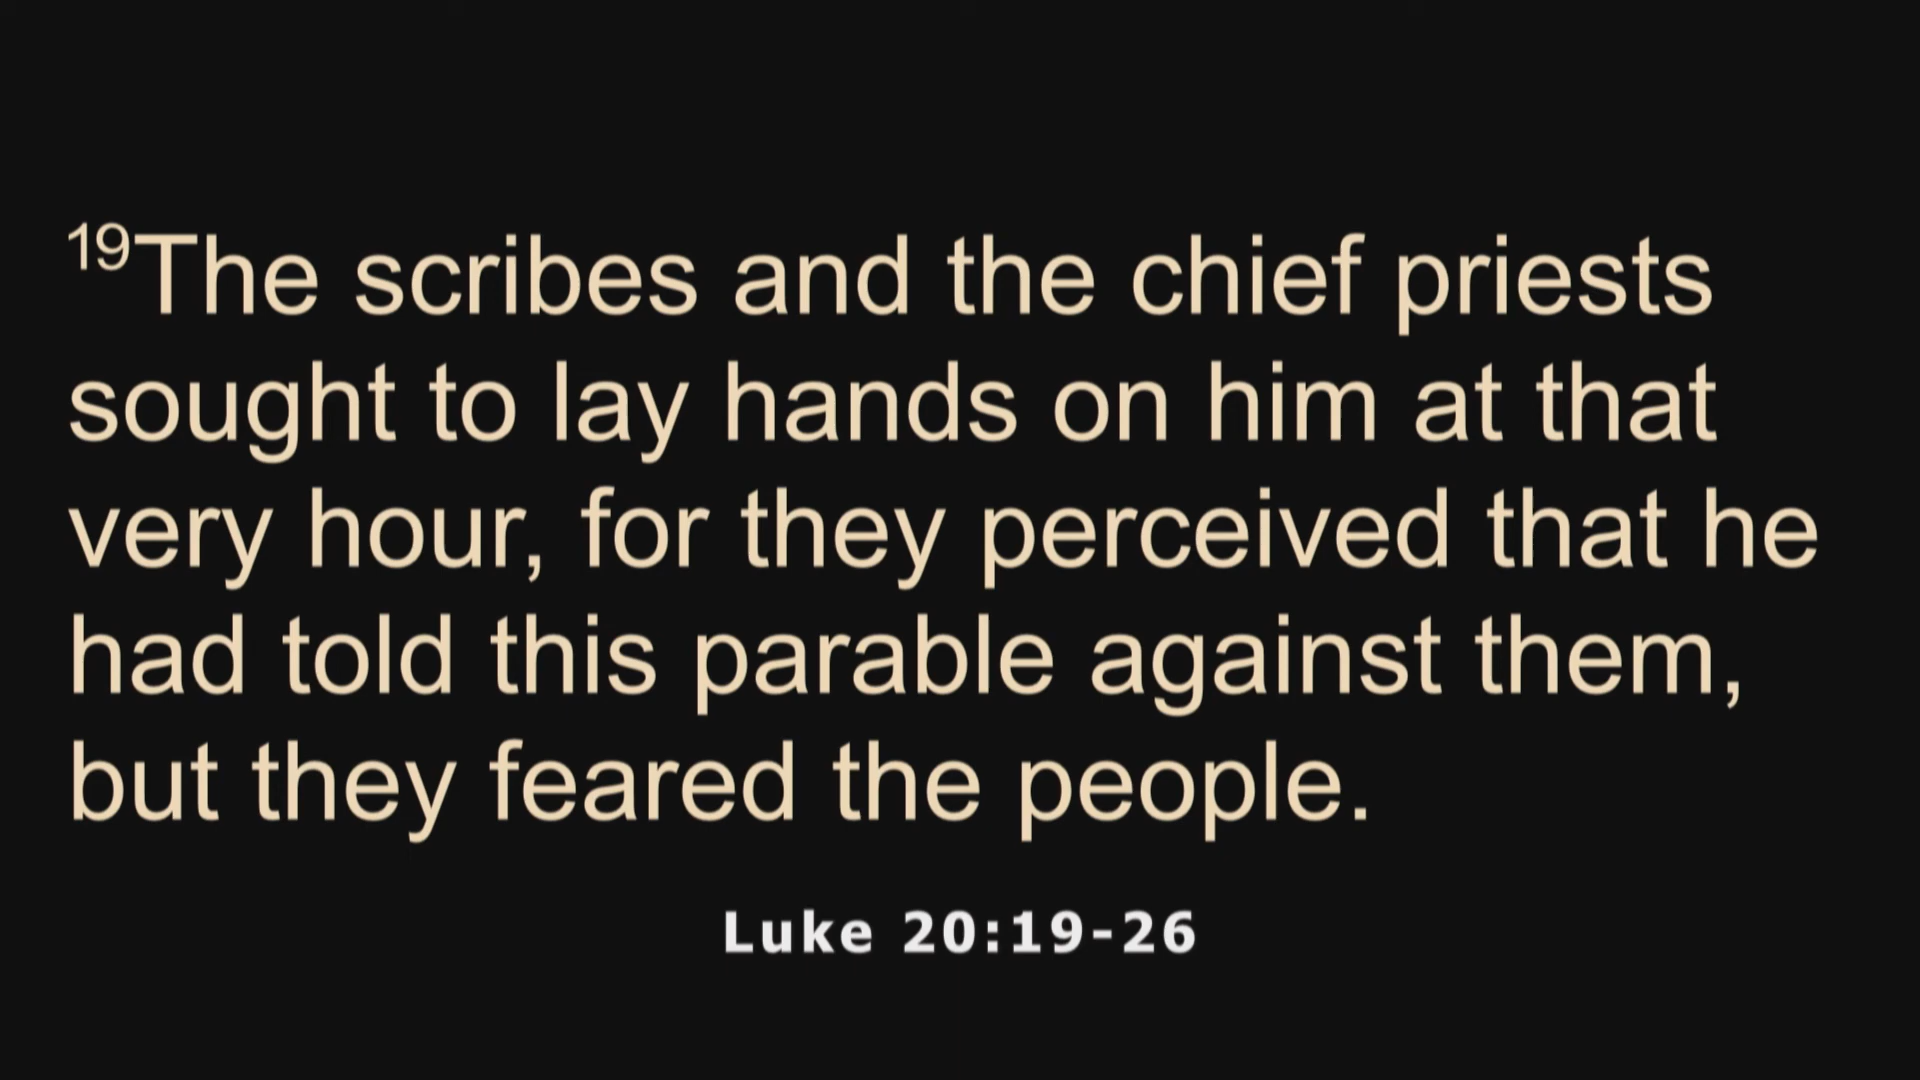 19The scribes and the chief priests
sought to lay hands on him at that
very hour, for they perceived that he
had told this parable against them,
but they feared the people.
Luke 20:19-26